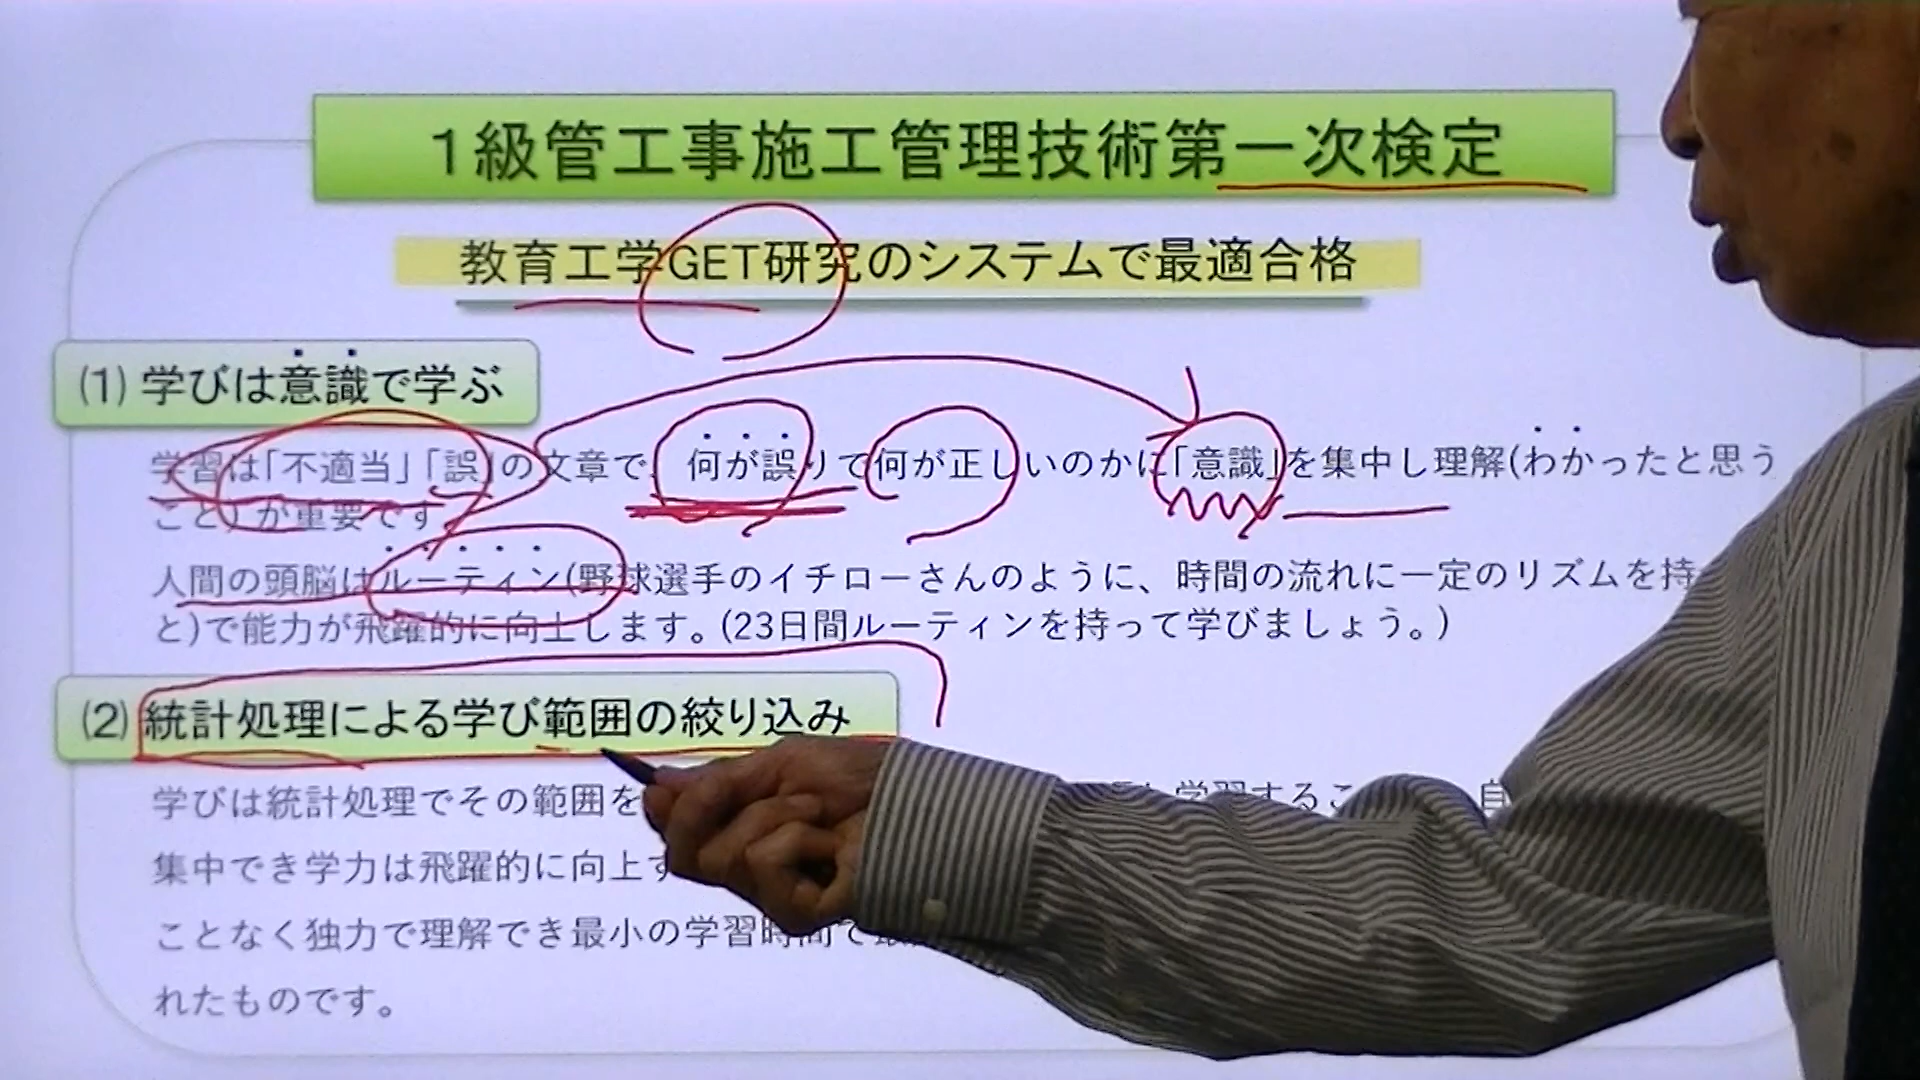 1級管工事施工管理技術第一次検定
教育工学GET研究のシステムで最適合格
(1) 学びは意識で学ぶ
学習は「不適当」「誤」の文章で、何が誤りで何が正しいのかに「意識」を集中し理解(わかったと思う
こと)が重要です
人間の頭脳はルーティン(野球選手のイチローさんのように、時間の流れに一定のリズムを持
と)で能力が飛躍的に向上します。(23日間ルーティンを持って学びましょう。)
(2) 統計処理による学び範囲の絞り込み
学びは統計処理でその範囲を 学習するこ 自
集中でき学力は飛躍的に向上す
ことなく独力で理解でき最小の学習時間で最
れたものです。